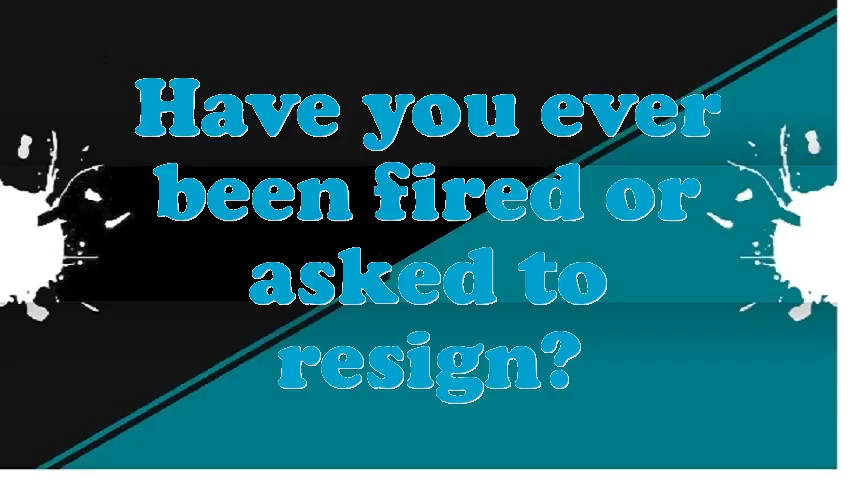 Have you ever
been fired or
asked to
resign?